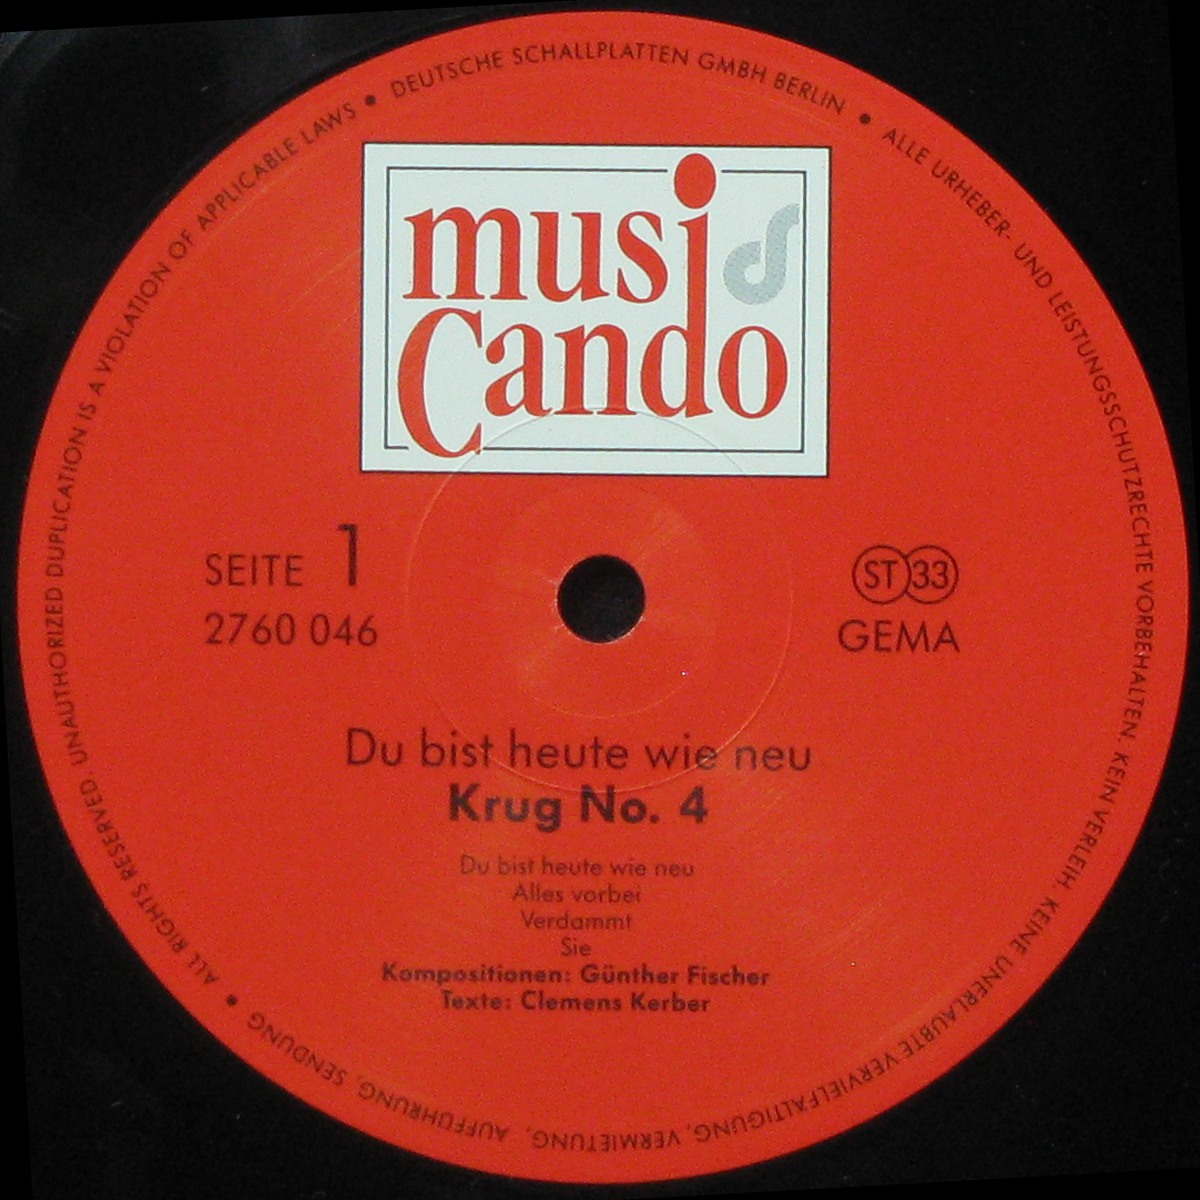 DEUTSCHE SCHALLPLATTEN GMBH BERLIN • ALLE URHEBER- UND LEISTUNGSSCHUTZRECHTE VORBEHALTEN. KEIN VERLEIH, KEINE UNERLAUBTE VERVIELFÄLTIGUNG, VERMIETUNG, AUFFÜHRUNG, SENDUNG • ALL RIGHTS RESERVED. UNAUTHORIZED DUPLICATION IS A VIOLATION OF APPLICABLE LAWS •
musi
Cando
SEITE 1
2760 046
ST 33
GEMA
Du bist heute wie neu
Krug No. 4
Du bist heute wie neu
Alles vorbei
Verdammt
Sie
Kompositionen: Günther Fischer
Texte: Clemens Kerber